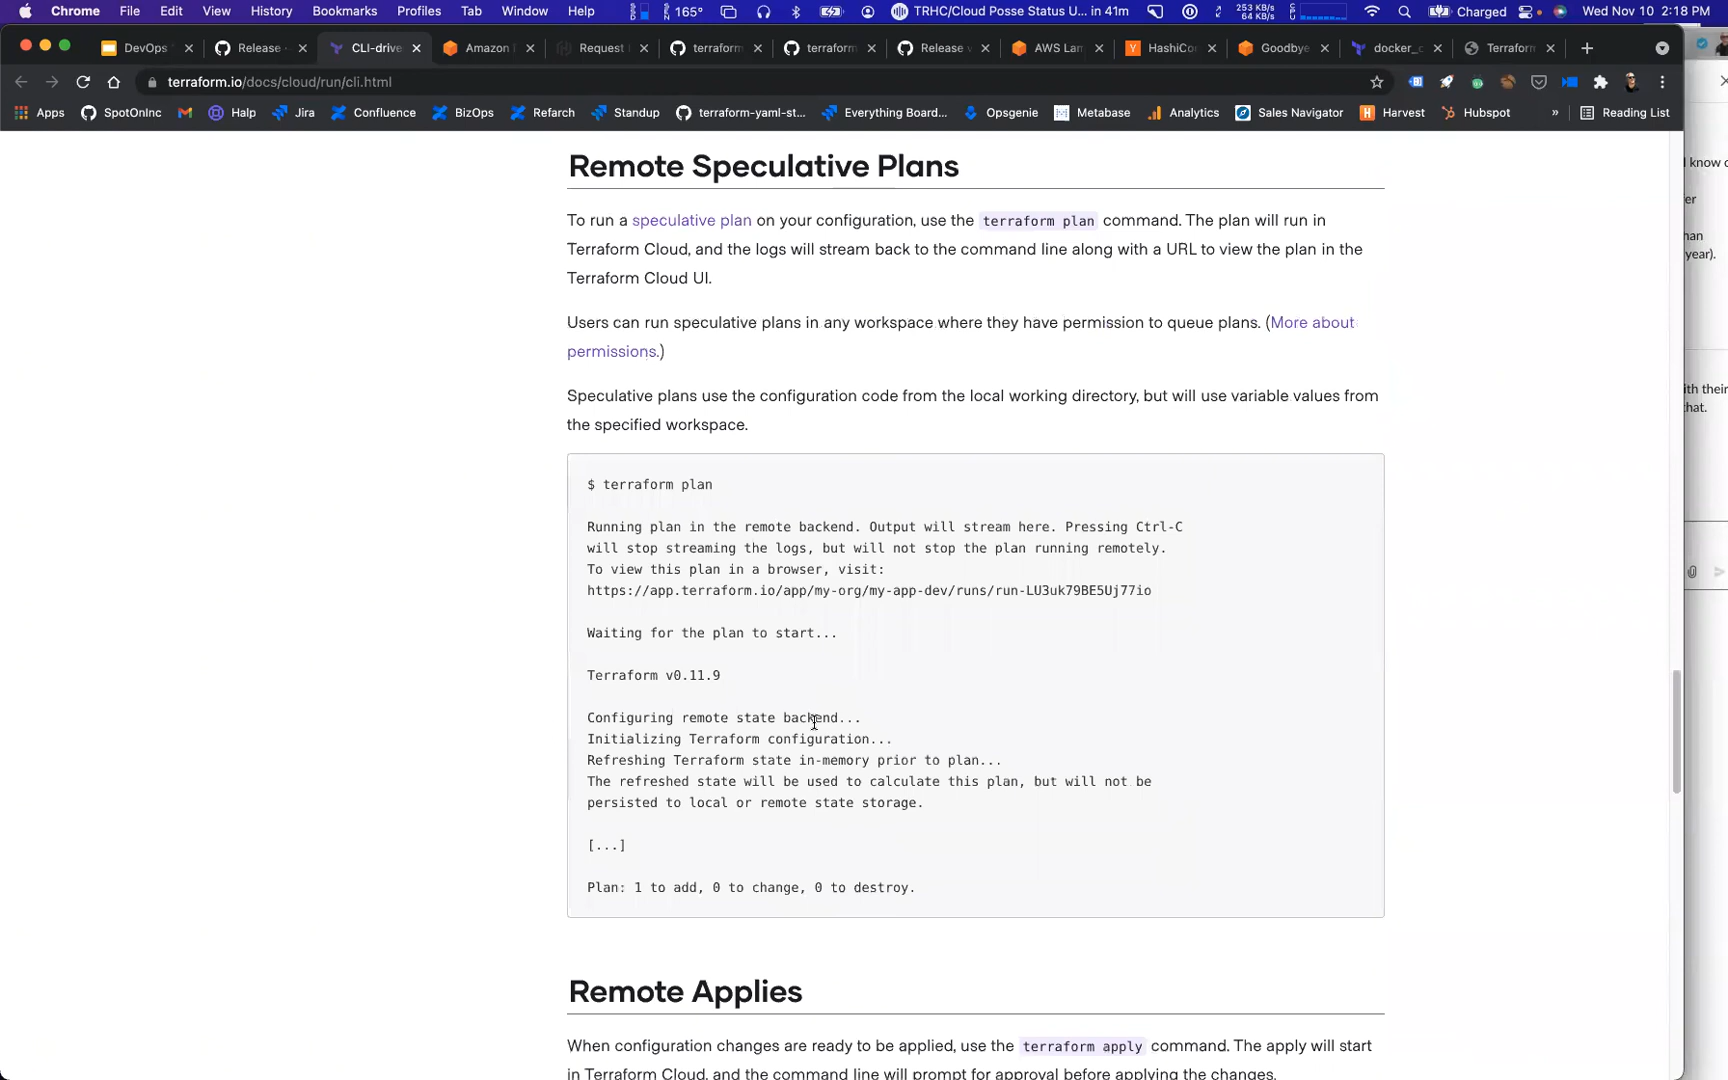 Chrome File Edit View History Bookmarks Profiles Tab Window Help 165° TRHC/Cloud Posse Status U... in 41m 253 KB/s 64 KB/s Charged Wed Nov 10 2:18 PM
DevOps Release CLI-drive Amazon Request terraform terraform Release v AWS Lam HashiCor Goodbye docker_c Terraform
terraform.io/docs/cloud/run/cli.html
Apps SpotOnInc Halp Jira Confluence BizOps Refarch Standup terraform-yaml-st... Everything Board... Opsgenie Metabase Analytics Sales Navigator Harvest Hubspot » Reading List
Remote Speculative Plans
To run a speculative plan on your configuration, use the terraform plan command. The plan will run in
Terraform Cloud, and the logs will stream back to the command line along with a URL to view the plan in the
Terraform Cloud UI.
Users can run speculative plans in any workspace where they have permission to queue plans. (More about
permissions.)
Speculative plans use the configuration code from the local working directory, but will use variable values from
the specified workspace.
$ terraform plan
Running plan in the remote backend. Output will stream here. Pressing Ctrl-C
will stop streaming the logs, but will not stop the plan running remotely.
To view this plan in a browser, visit:
https://app.terraform.io/app/my-org/my-app-dev/runs/run-LU3uk79BE5Uj77io
Waiting for the plan to start...
Terraform v0.11.9
Configuring remote state backend...
Initializing Terraform configuration...
Refreshing Terraform state in-memory prior to plan...
The refreshed state will be used to calculate this plan, but will not be
persisted to local or remote state storage.
[...]
Plan: 1 to add, 0 to change, 0 to destroy.
Remote Applies
When configuration changes are ready to be applied, use the terraform apply command. The apply will start
in Terraform Cloud, and the command line will prompt for approval before applying the changes.
know
year).
that.